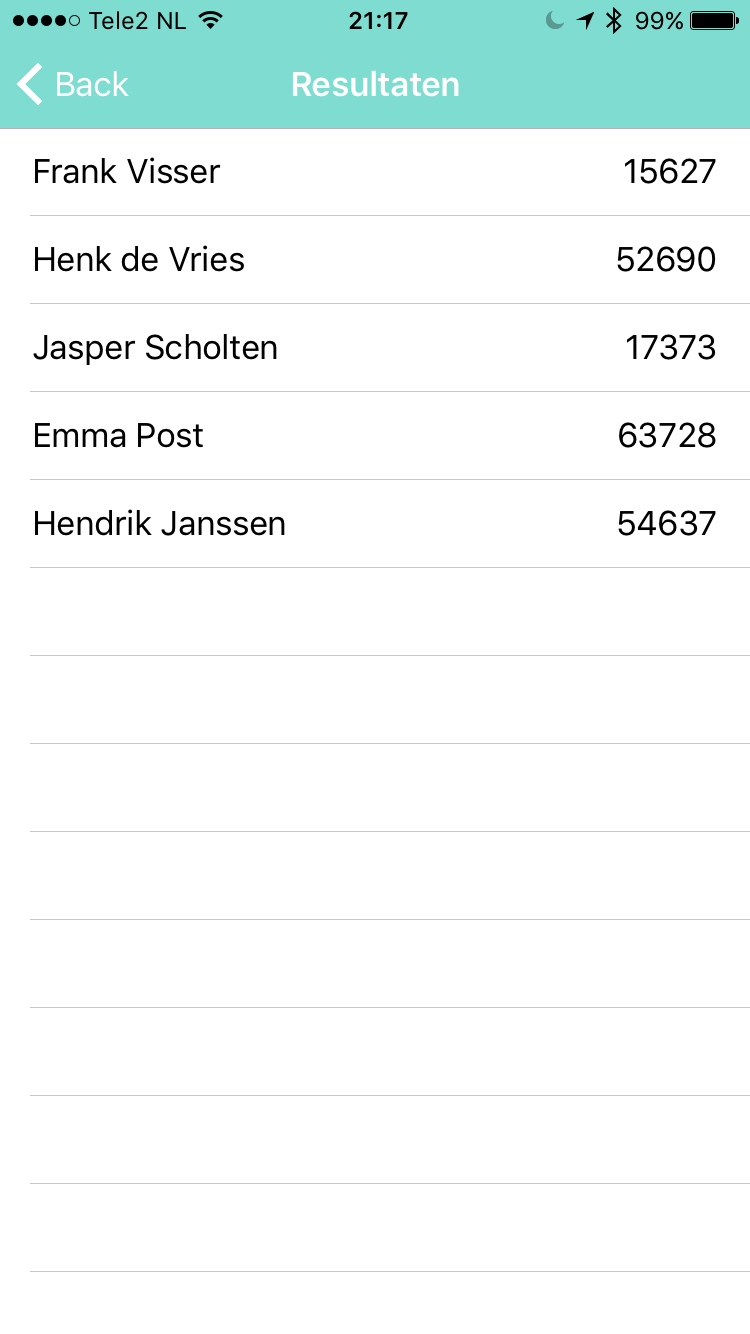 Tele2 NL 21:17 99%
Back Resultaten
Frank Visser 15627
Henk de Vries 52690
Jasper Scholten 17373
Emma Post 63728
Hendrik Janssen 54637